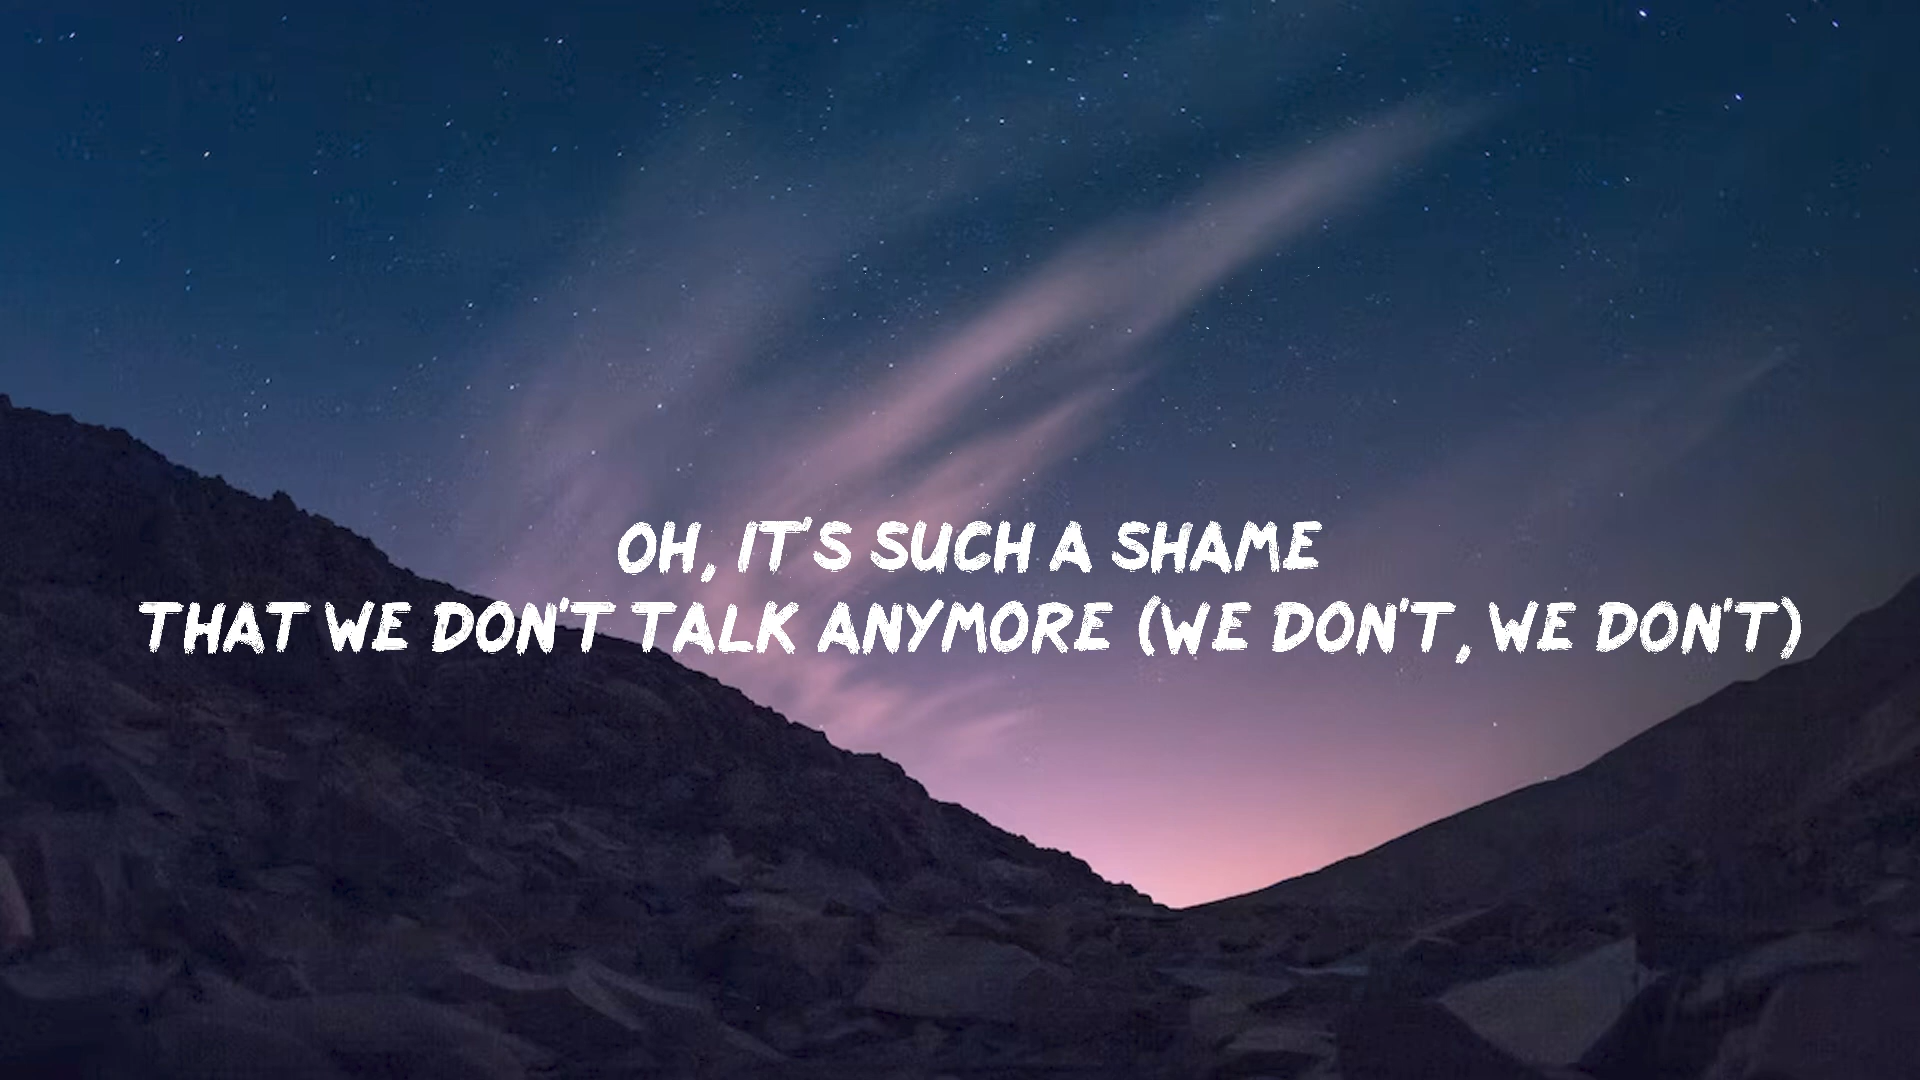 OH, IT'S SUCH A SHAME
THAT WE DON'T TALK ANYMORE (WE DON'T, WE DON'T)